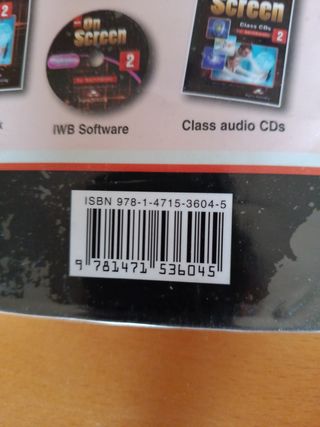 On
Screen
2
Screen
Class CDs
2
IWB Software
Class audio CDs
ISBN 978-1-4715-3604-5
9 781471 536045